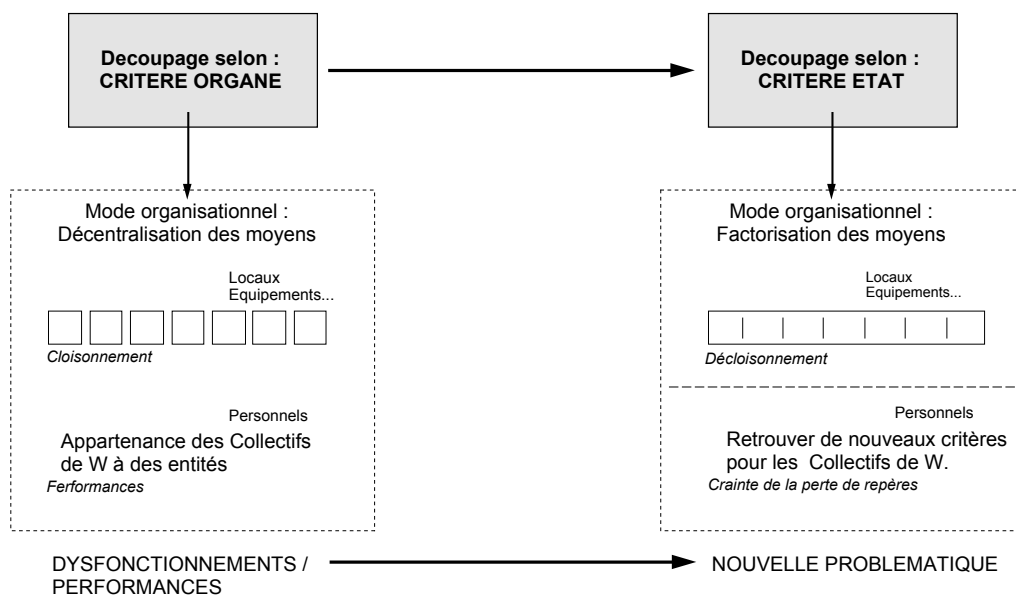 Decoupage selon :
CRITERE ORGANE
Decoupage selon :
CRITERE ETAT
Mode organisationnel :
Décentralisation des moyens
Locaux
Equipements...
Cloisonnement
Personnels
Appartenance des Collectifs
de W à des entités
Ferformances
Mode organisationnel :
Factorisation des moyens
Locaux
Equipements...
Décloisonnement
Personnels
Retrouver de nouveaux critères
pour les Collectifs de W.
Crainte de la perte de repères
DYSFONCTIONNEMENTS /
PERFORMANCES
NOUVELLE PROBLEMATIQUE